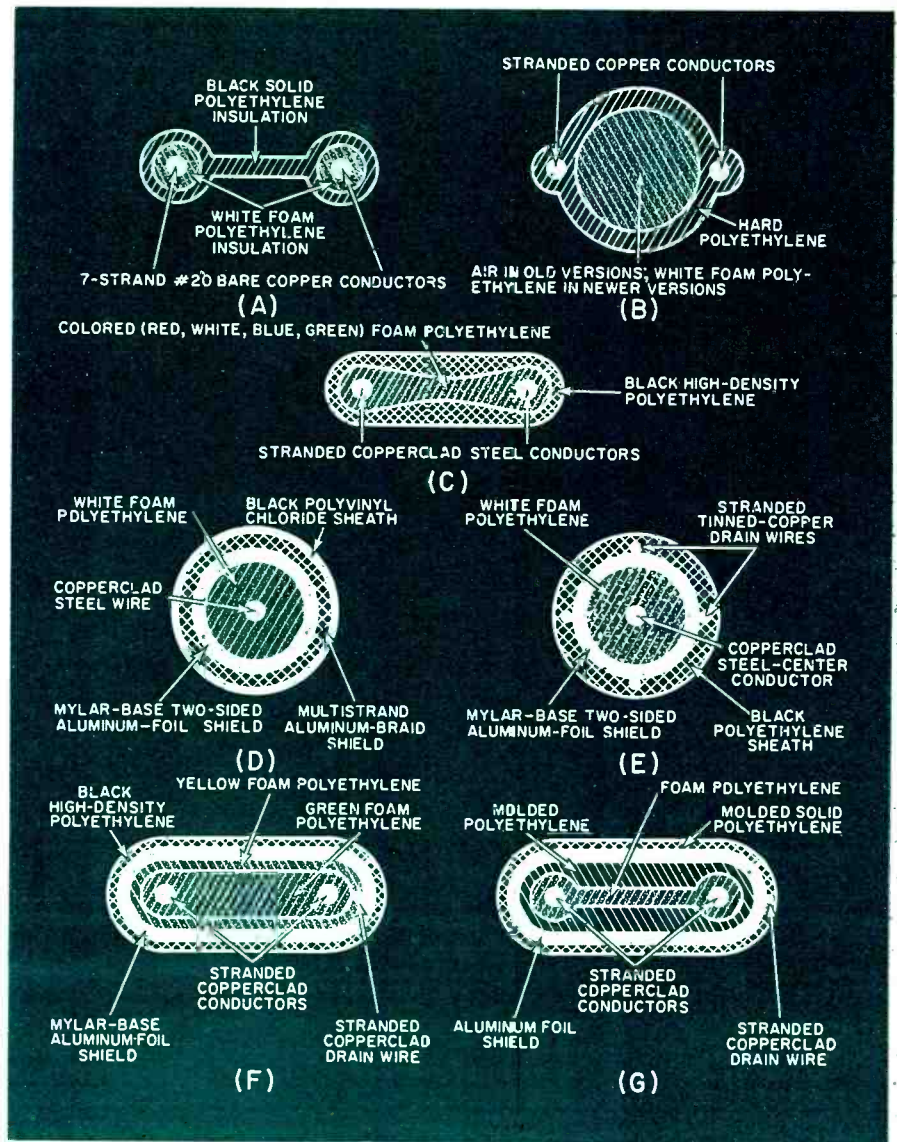 BLACK SOLID
POLYETHYLENE
INSULATION
WHITE FOAM
POLYETHYLENE
INSULATION
7-STRAND #20 BARE COPPER CONDUCTORS
(A)
STRANDED COPPER CONDUCTORS
HARD
POLYETHYLENE
AIR IN OLD VERSIONS; WHITE FOAM POLY-
ETHYLENE IN NEWER VERSIONS
(B)
COLORED (RED, WHITE, BLUE, GREEN) FOAM POLYETHYLENE
BLACK HIGH-DENSITY
POLYETHYLENE
STRANDED COPPERCLAD STEEL CONDUCTORS
(C)
WHITE FOAM
POLYETHYLENE
BLACK POLYVINYL
CHLORIDE SHEATH
COPPERCLAD
STEEL WIRE
MYLAR-BASE TWO-SIDED
ALUMINUM-FOIL SHIELD
MULTISTRAND
ALUMINUM-BRAID
SHIELD
(D)
WHITE FOAM
POLYETHYLENE
STRANDED
TINNED-COPPER
DRAIN WIRES
COPPERCLAD
STEEL-CENTER
CONDUCTOR
MYLAR-BASE TWO-SIDED
ALUMINUM-FOIL SHIELD
BLACK
POLYETHYLENE
SHEATH
(E)
BLACK
HIGH-DENSITY
POLYETHYLENE
YELLOW FOAM POLYETHYLENE
GREEN FOAM
POLYETHYLENE
STRANDED
COPPERCLAD
CONDUCTORS
MYLAR-BASE
ALUMINUM-FOIL
SHIELD
STRANDED
COPPERCLAD
DRAIN WIRE
(F)
FOAM POLYETHYLENE
MOLDED
POLYETHYLENE
MOLDED SOLID
POLYETHYLENE
STRANDED
COPPERCLAD
CONDUCTORS
ALUMINUM FOIL
SHIELD
STRANDED
COPPERCLAD
DRAIN WIRE
(G)